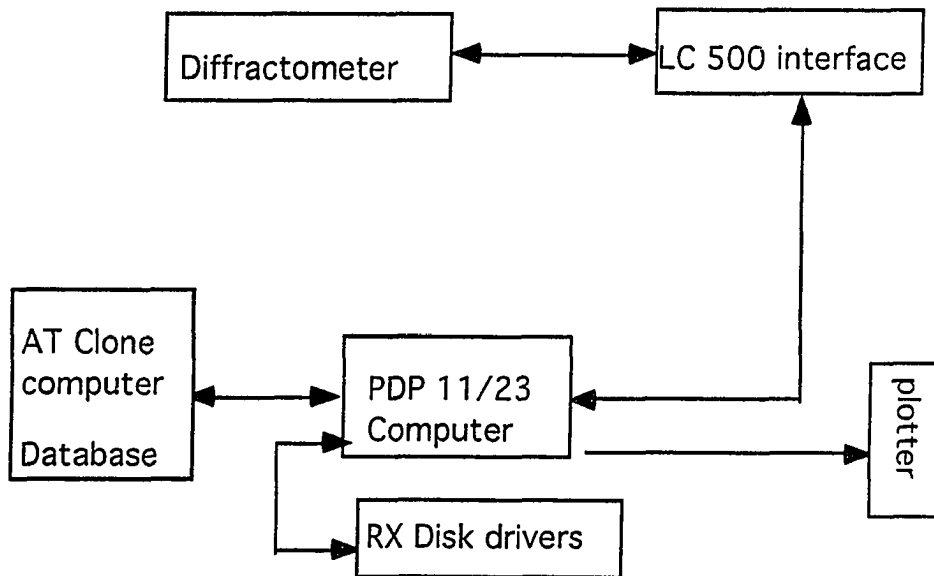 Diffractometer
LC 500 interface
AT Clone
computer
Database
PDP 11/23
Computer
plotter
RX Disk drivers